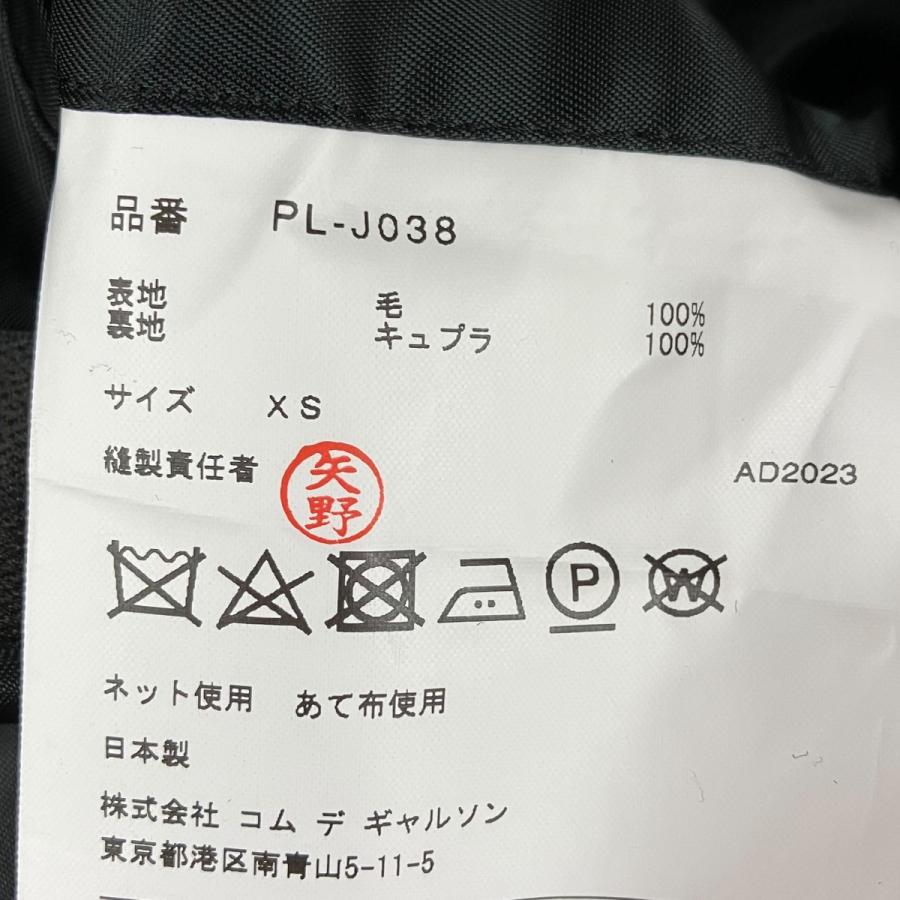 品番 PL-J038
表地 毛 100%
裏地 キュプラ 100%
サイズ XS
縫製責任者 矢野 AD2023
P W
ネット使用 あて布使用
日本製
株式会社 コム デ ギャルソン
東京都港区南青山5-11-5